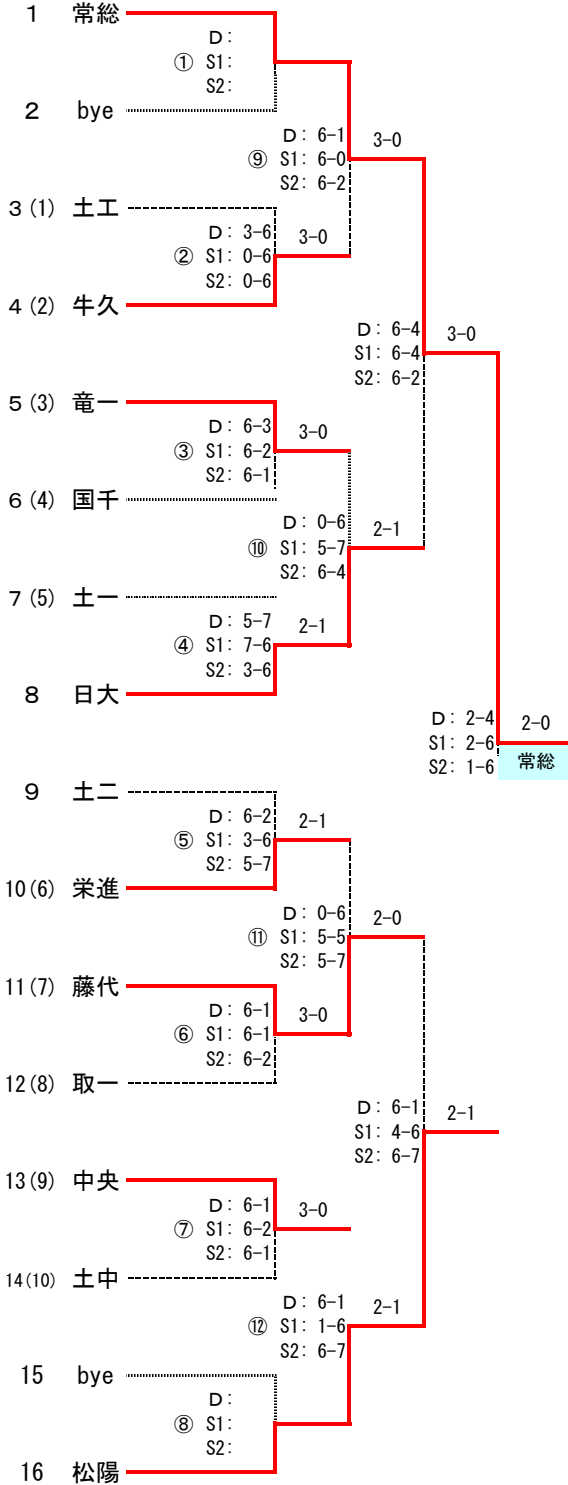 1 常総
D:
① S1:
S2:
2 bye
D: 6-1 3-0
⑨ S1: 6-0
S2: 6-2
3(1) 土工
D: 3-6 3-0
② S1: 0-6
S2: 0-6
4(2) 牛久
D: 6-4 3-0
S1: 6-4
S2: 6-2
5(3) 竜一
D: 6-3 3-0
③ S1: 6-2
S2: 6-1
6(4) 国千
D: 0-6 2-1
⑩ S1: 5-7
S2: 6-4
7(5) 土一
D: 5-7 2-1
④ S1: 7-6
S2: 3-6
8 日大
D: 2-4 2-0
S1: 2-6
S2: 1-6 常総
9 土二
D: 6-2 2-1
⑤ S1: 3-6
S2: 5-7
10(6) 栄進
D: 0-6 2-0
⑪ S1: 5-5
S2: 5-7
11(7) 藤代
D: 6-1 3-0
⑥ S1: 6-1
S2: 6-2
12(8) 取一
D: 6-1 2-1
S1: 4-6
S2: 6-7
13(9) 中央
D: 6-1 3-0
⑦ S1: 6-2
S2: 6-1
14(10) 土中
D: 6-1 2-1
⑫ S1: 1-6
S2: 6-7
15 bye
D:
⑧ S1:
S2:
16 松陽